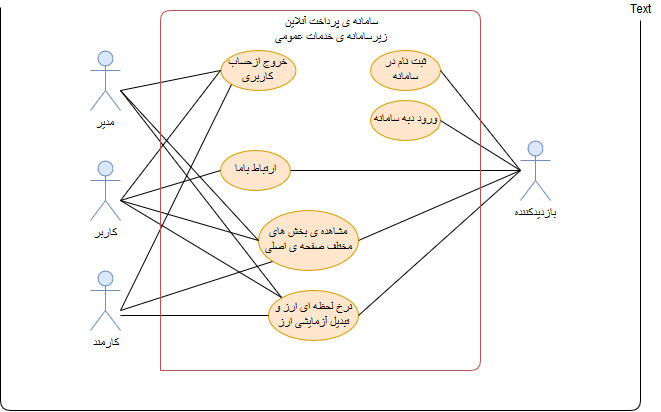 Text
سامانه ی پرداخت آنلاین
زیرسامانه ی خدمات عمومی
خروج ازحساب
کاربری
ثبت نام در
سامانه
مدیر
ورود دبه سامانه
ارتباط باما
بازدیدکننده
کاربر
مشاهده ی بخش های
مختلف صفحه ی اصلی
نرخ لحظه ای ارز و
تبدیل آزمایشی ارز
کارمند